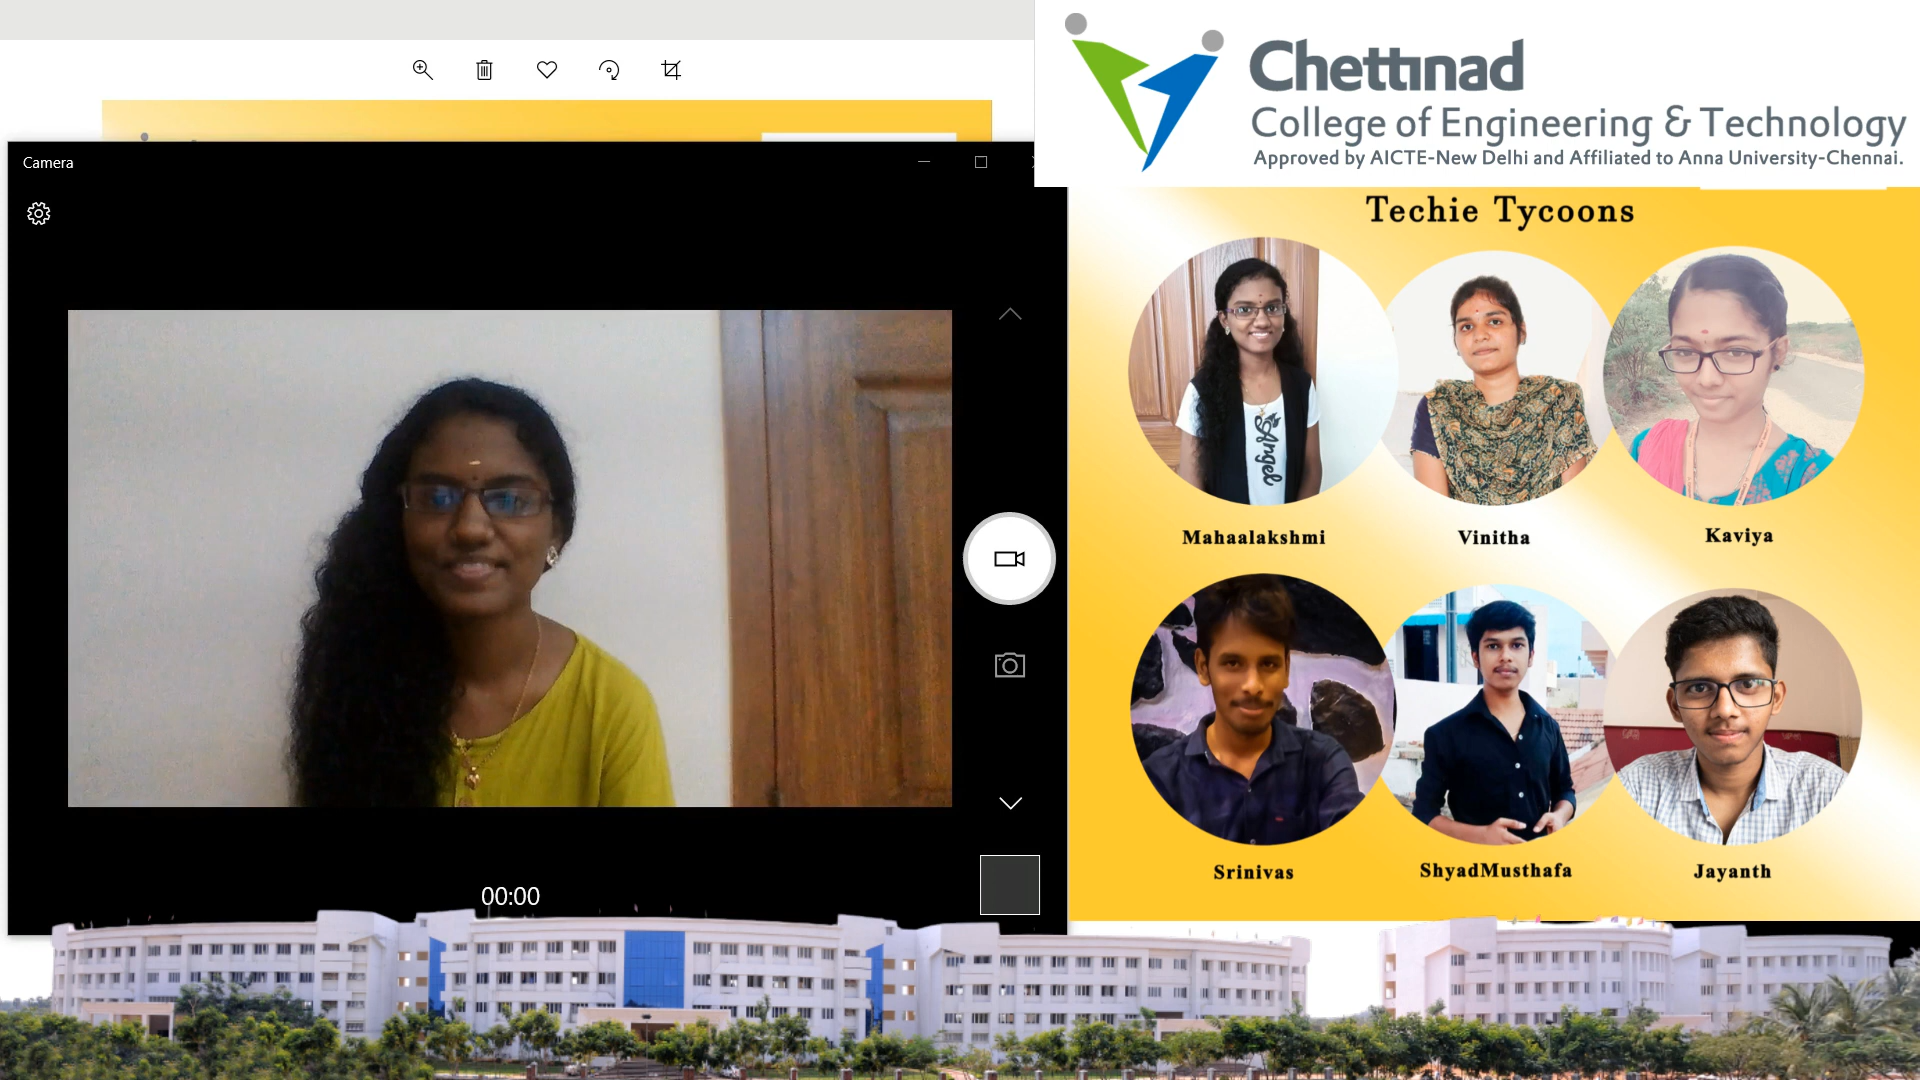 Chettinad
College of Engineering & Technology
Approved by AICTE-New Delhi and Affiliated to Anna University-Chennai.
Camera
Techie Tycoons
Angel
Mahaalakshmi
Vinitha
Kaviya
Srinivas
ShyadMusthafa
Jayanth
00:00